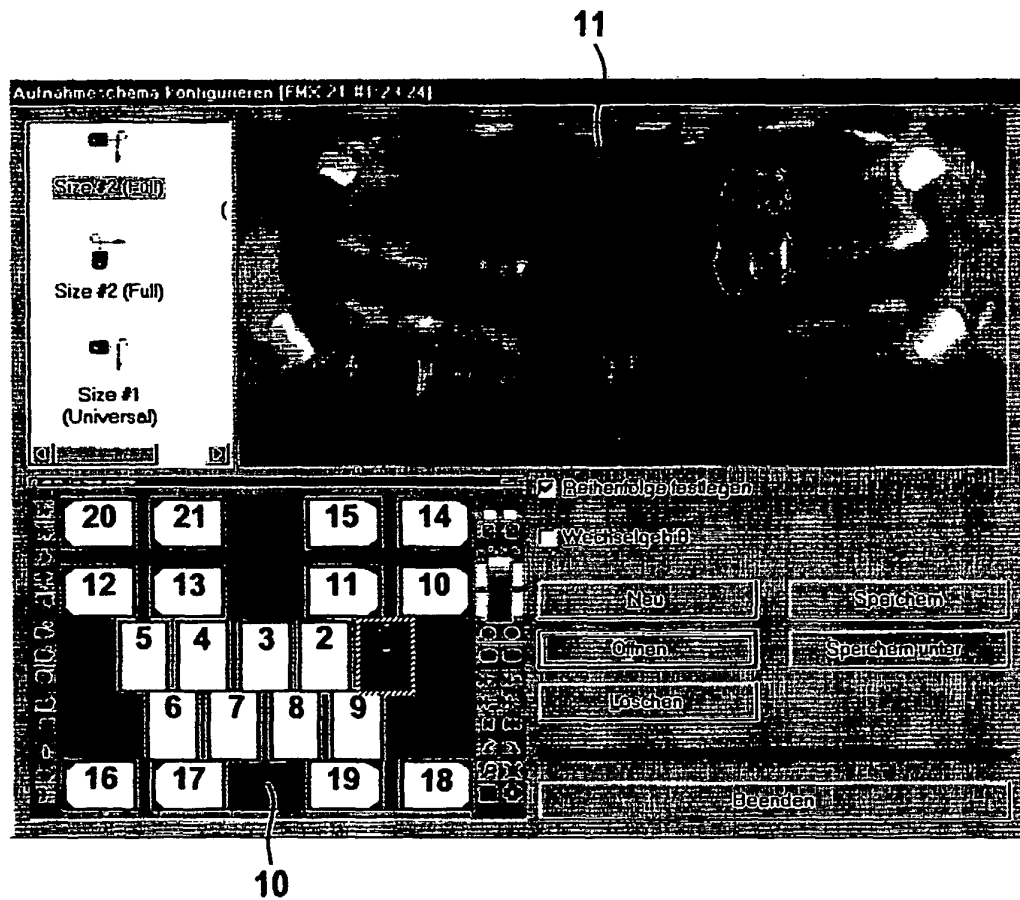 11
Aufnahmeschema konfigurieren [FMX 21 #1:23 24]
Size #2 (Full)
Size #2 (Full)
Size #1
(Universal)
Reihenfolge festlegen
Wechselgebiß
20 21 15 14
12 13 11 10
5 4 3 2
6 7 8 9
16 17 19 18
Neu Speichern
Öffnen Speichern unter
Löschen
Beenden
10